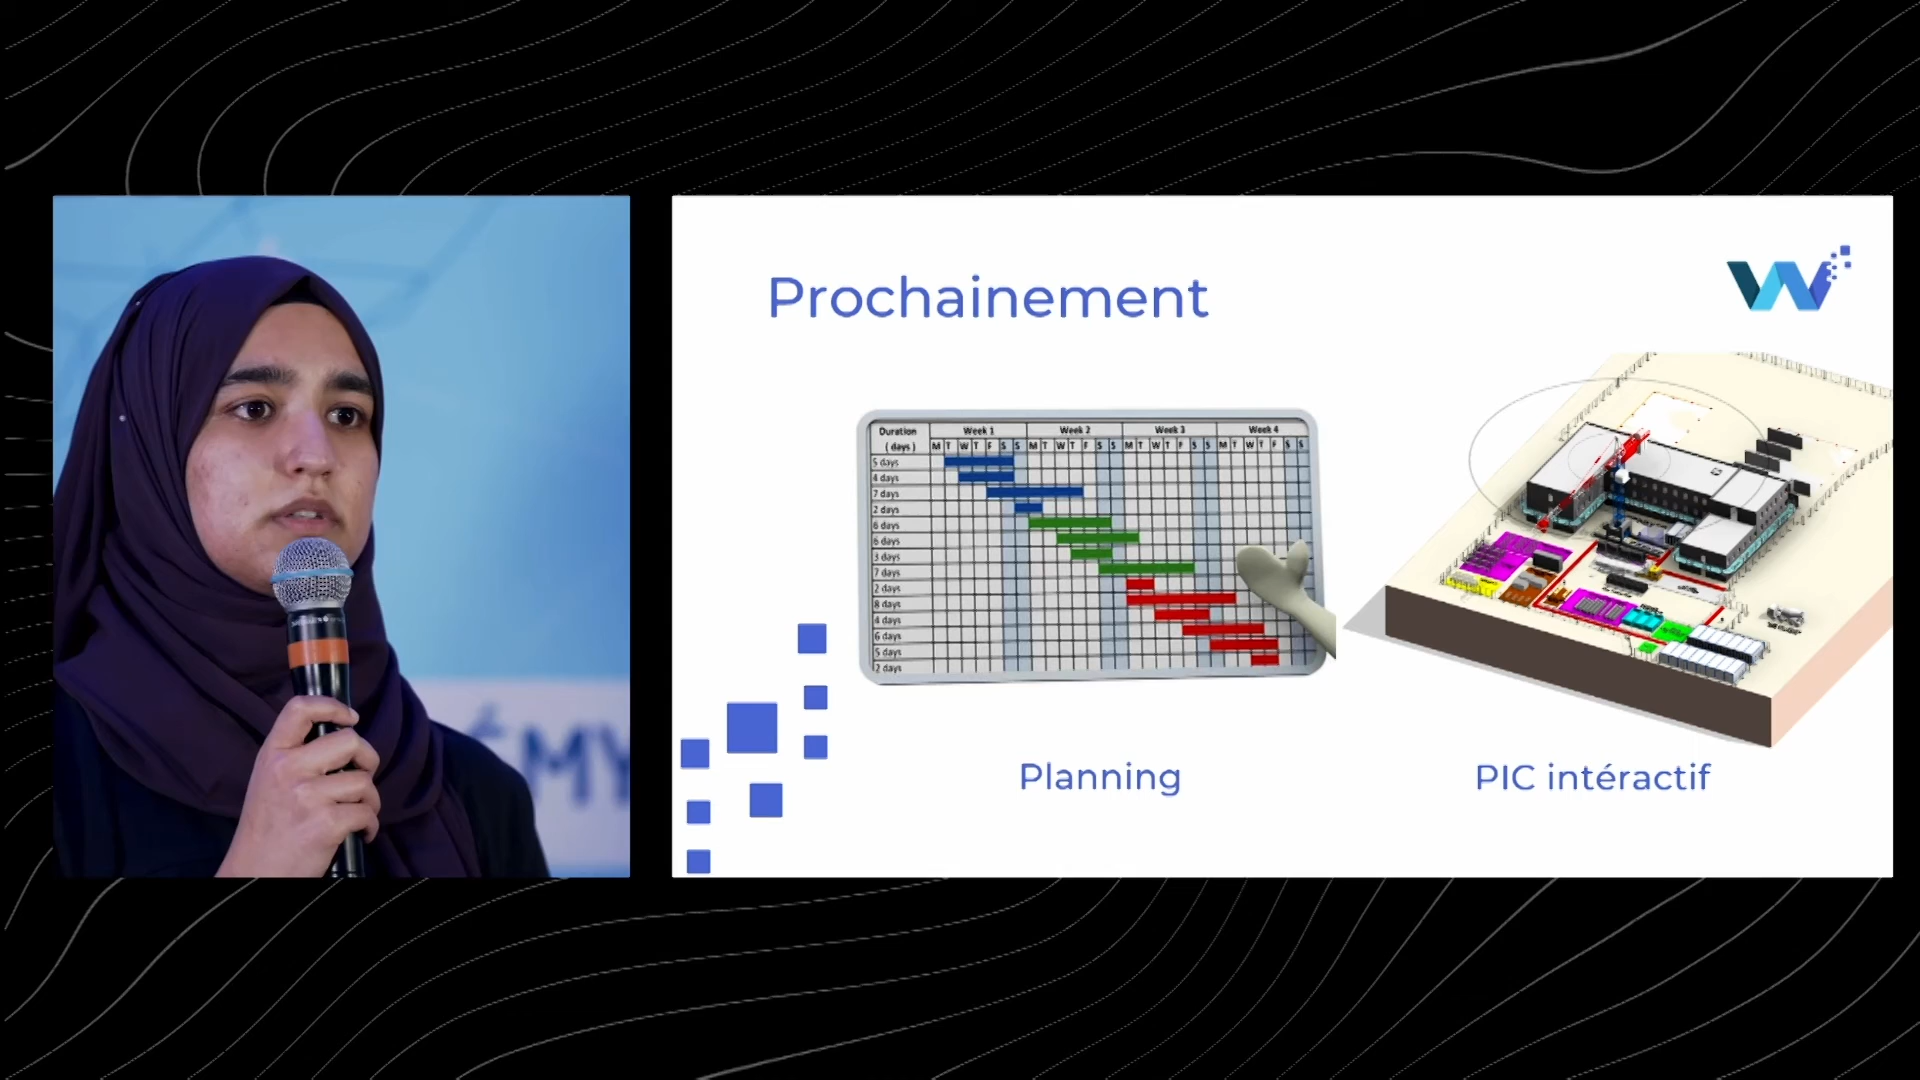 Prochainement
Duration Week 1 Week 2 Week 3 Week 4
( days ) M T W T F S S M T W T F S S M T W T F S S M T W T F S S
5 days
4 days
7 days
2 days
6 days
6 days
3 days
7 days
2 days
8 days
4 days
6 days
5 days
2 days
Planning
PIC intéractif
ÉMY